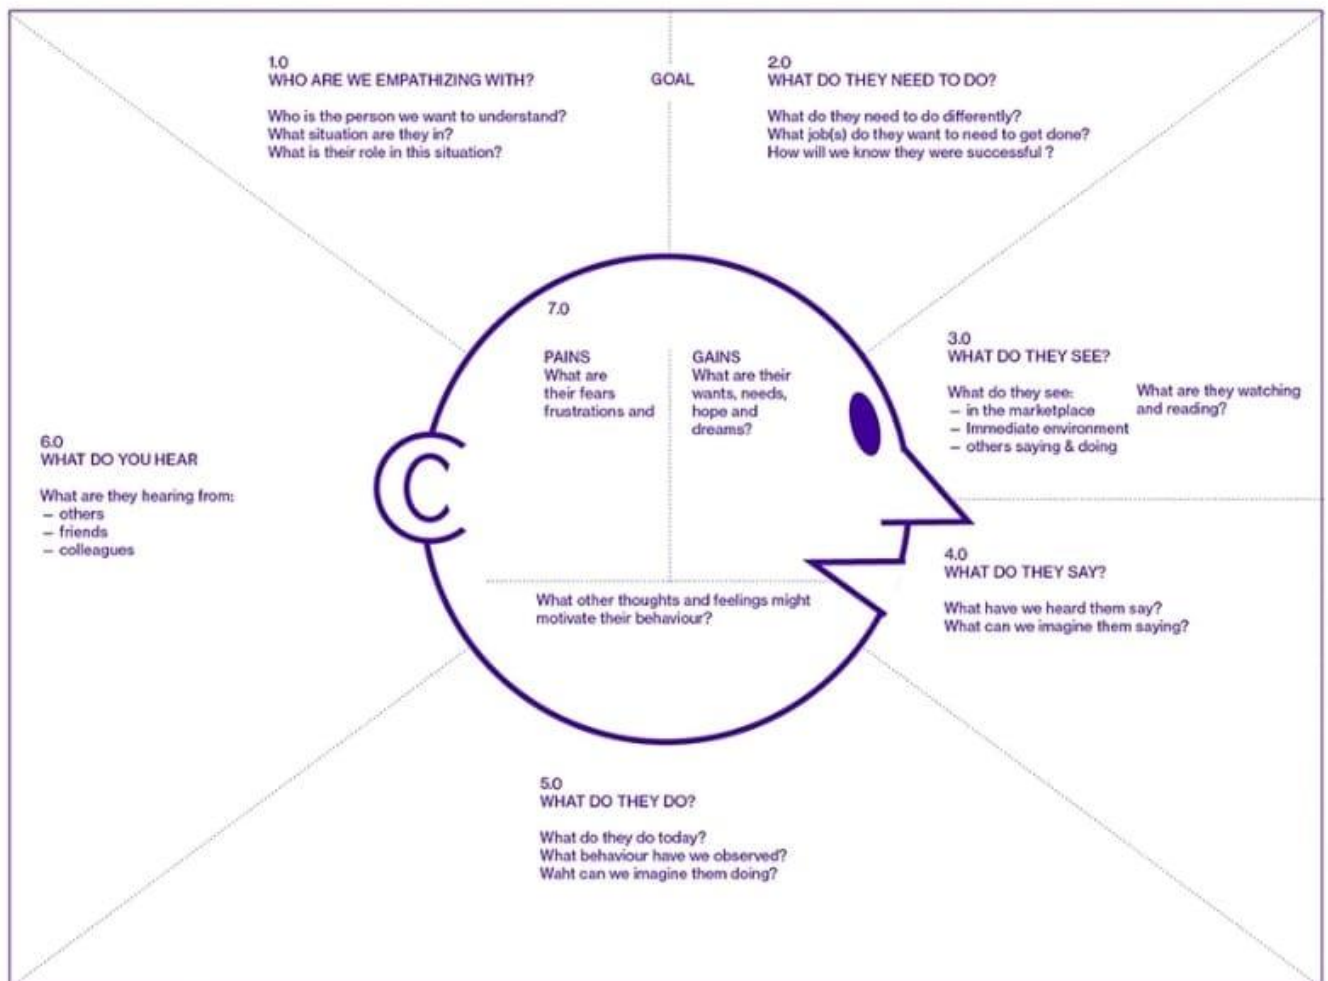 1.0
WHO ARE WE EMPATHIZING WITH?
Who is the person we want to understand?
What situation are they in?
What is their role in this situation?
GOAL
2.0
WHAT DO THEY NEED TO DO?
What do they need to do differently?
What job(s) do they want to need to get done?
How will we know they were successful ?
3.0
WHAT DO THEY SEE?
What do they see:
– in the marketplace
– Immediate environment
– others saying & doing
What are they watching
and reading?
4.0
WHAT DO THEY SAY?
What have we heard them say?
What can we imagine them saying?
5.0
WHAT DO THEY DO?
What do they do today?
What behaviour have we observed?
Waht can we imagine them doing?
6.0
WHAT DO YOU HEAR
What are they hearing from:
– others
– friends
– colleagues
7.0
PAINS
What are
their fears
frustrations and
GAINS
What are their
wants, needs,
hope and
dreams?
What other thoughts and feelings might
motivate their behaviour?